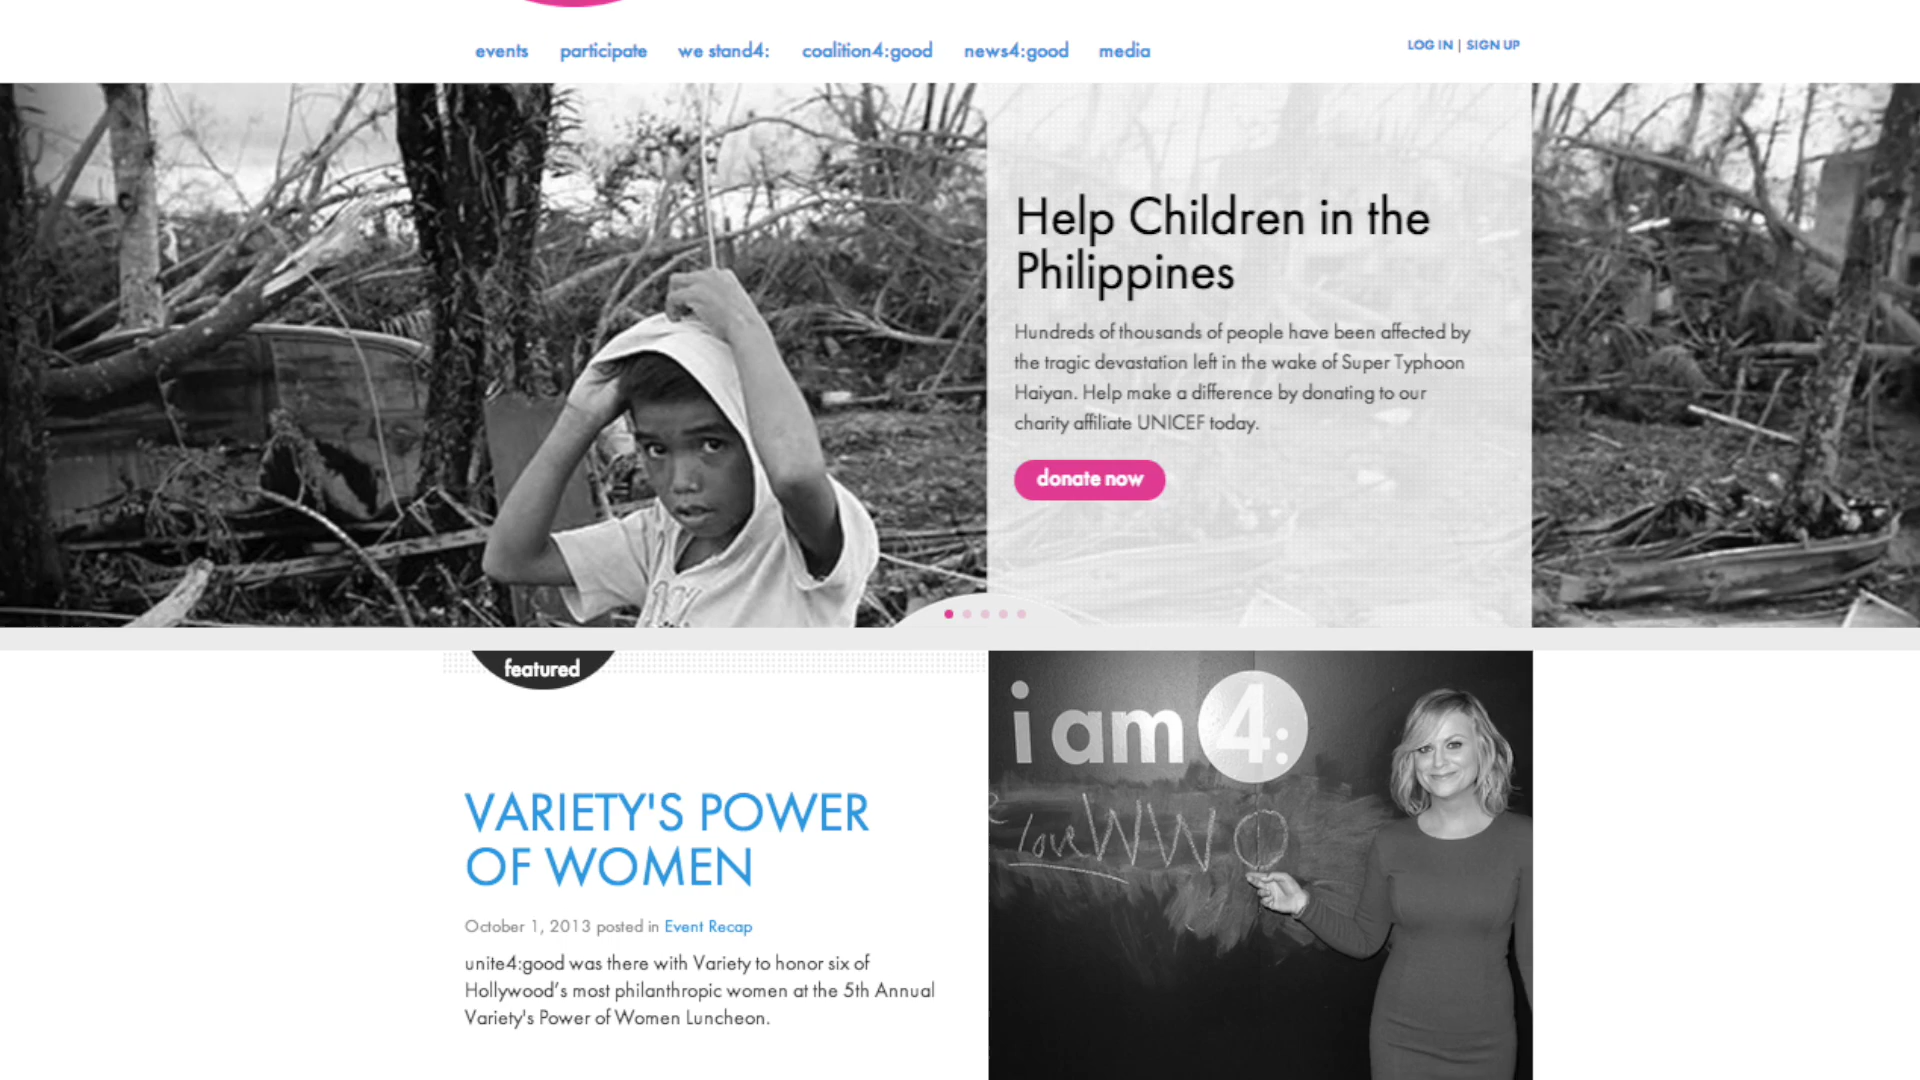 events participate we stand4: coalition4:good news4:good media
LOG IN | SIGN UP
Help Children in the
Philippines
Hundreds of thousands of people have been affected by
the tragic devastation left in the wake of Super Typhoon
Haiyan. Help make a difference by donating to our
charity affiliate UNICEF today.
donate now
featured
VARIETY'S POWER
OF WOMEN
October 1, 2013 posted in Event Recap
unite4:good was there with Variety to honor six of
Hollywood’s most philanthropic women at the 5th Annual
Variety's Power of Women Luncheon.
i am 4:
love WWO